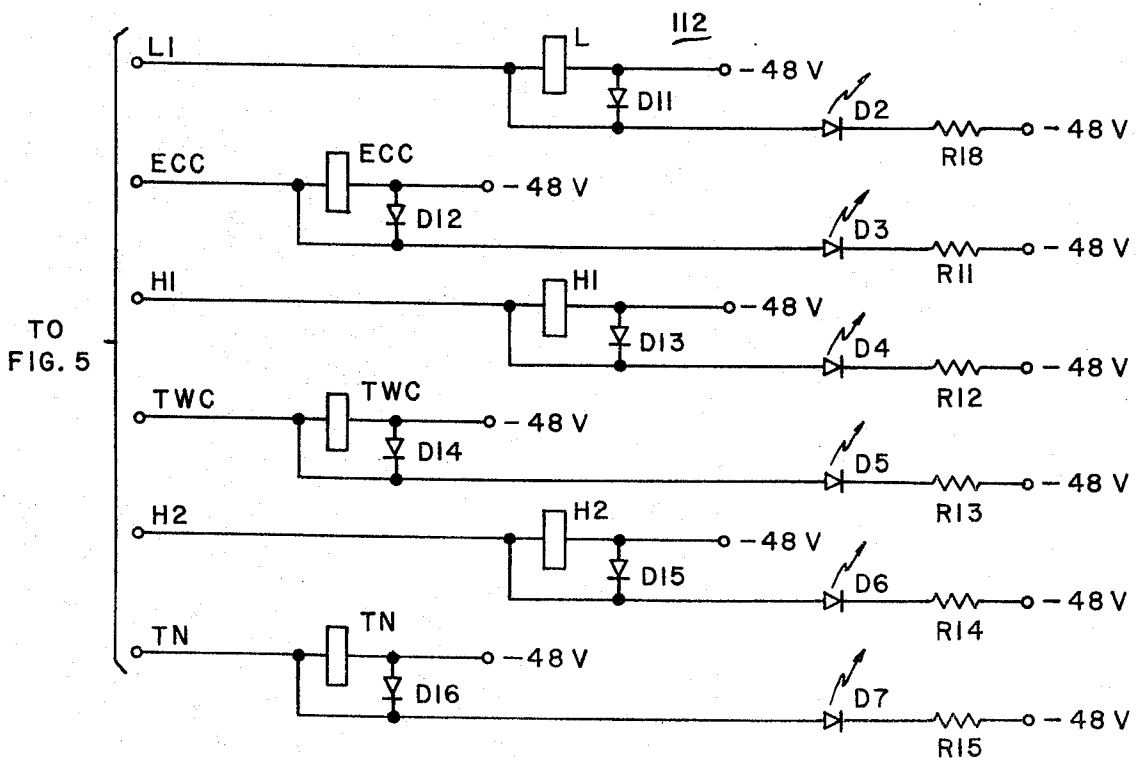 112
L1 L -48 V
D11 D2 -48 V
R18
ECC ECC -48 V
D12 D3 -48 V
R11
H1 H1 -48 V
D13 D4 -48 V
R12
TO
FIG. 5
TWC TWC -48 V
D14 D5 -48 V
R13
H2 H2 -48 V
D15 D6 -48 V
R14
TN TN -48 V
D16 D7 -48 V
R15